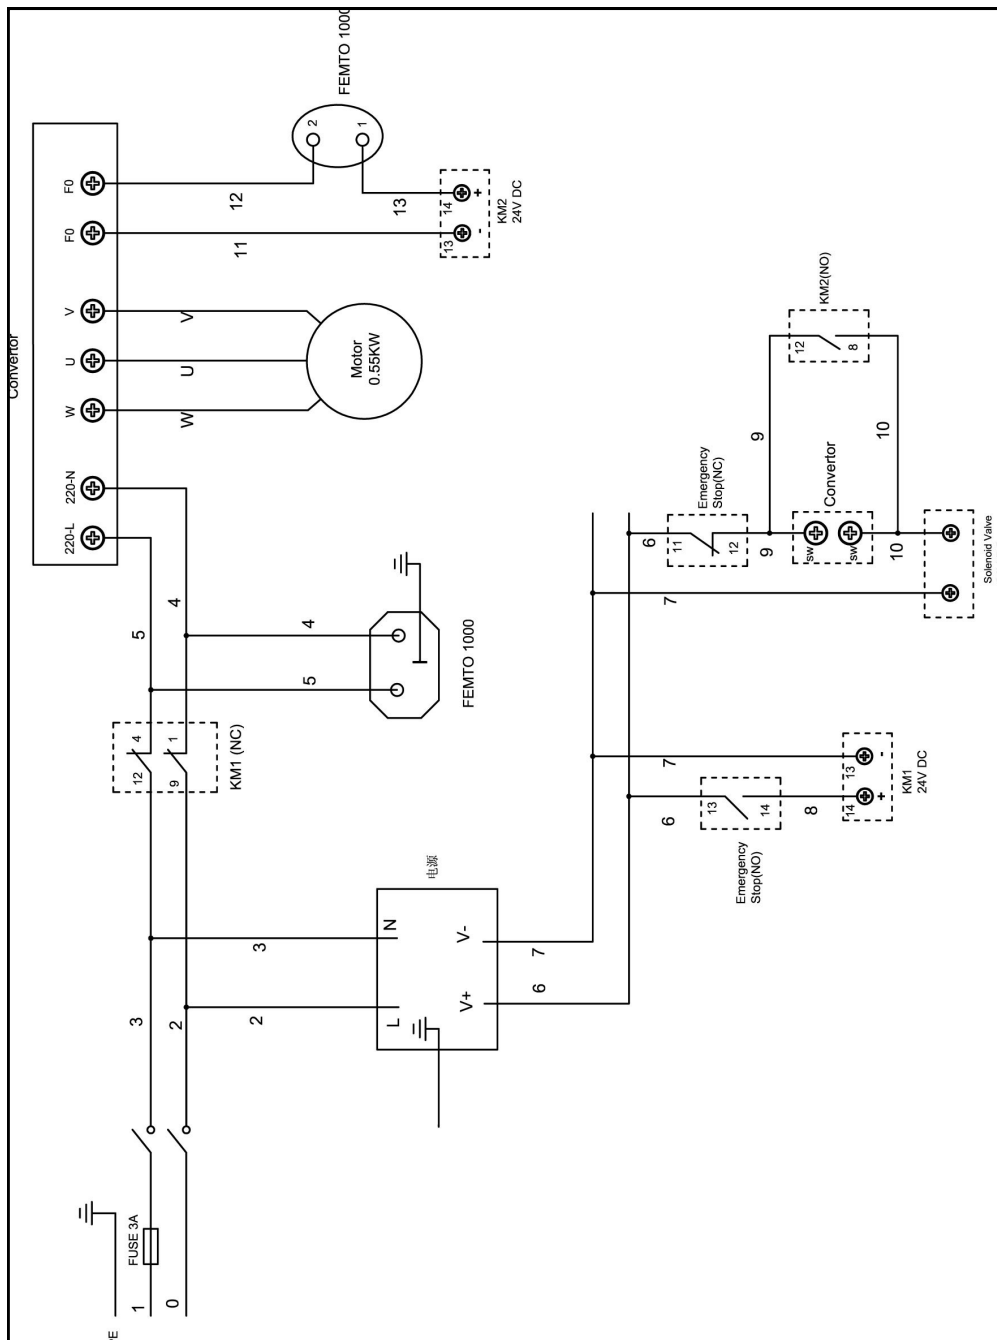 Convertor
220-L
220-N
W
U
V
F0
F0
PE
FUSE 3A
1
0
3
2
12
4
9
1
KM1 (NC)
5
4
W
U
V
11
12
3
2
5
4
FEMTO 1000
2
1
13
L
N
V+
V-
电源
FEMTO 1000
13
14
-
+
KM2
24V DC
6
7
6
7
13
14
Emergency
Stop(NO)
8
14
13
+
-
KM1
24V DC
7
6
11
12
Emergency
Stop(NC)
9
9
12
8
KM2(NO)
sw
sw
Convertor
10
10
Solenoid Valve